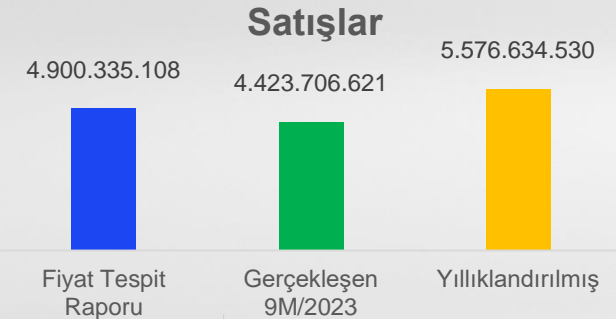 Satışlar
4.900.335.108
4.423.706.621
5.576.634.530
Fiyat Tespit
Raporu
Gerçekleşen
9M/2023
Yıllıklandırılmış